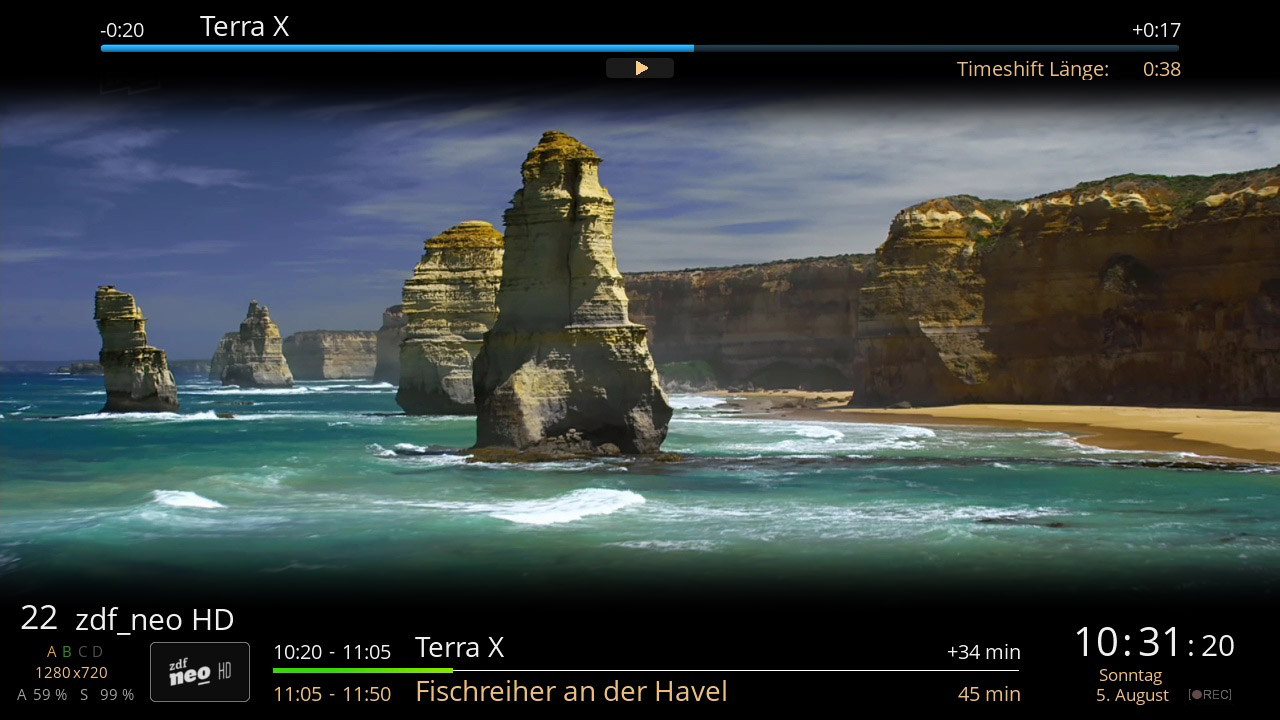 -0:20 Terra X +0:17
Timeshift Länge: 0:38
22 zdf_neo HD
A B C D
1280x720
A 59 % S 99 %
zdf
neo HD
10:20 - 11:05 Terra X +34 min
11:05 - 11:50 Fischreiher an der Havel 45 min
10:31:20
Sonntag
5. August [●REC]